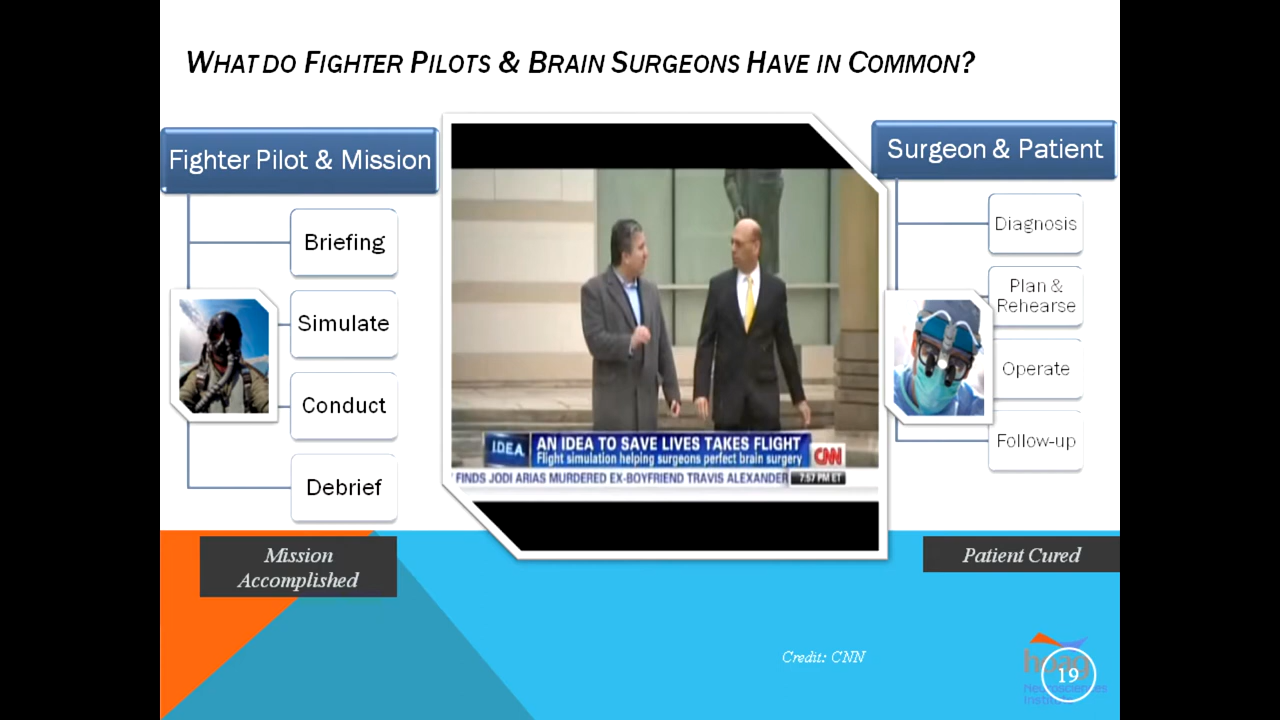 WHAT DO FIGHTER PILOTS & BRAIN SURGEONS HAVE IN COMMON?
Fighter Pilot & Mission
Briefing
Simulate
Conduct
Debrief
Mission
Accomplished
IDEA
AN IDEA TO SAVE LIVES TAKES FLIGHT
Flight simulation helping surgeons perfect brain surgery
CNN
FINDS JODI ARIAS MURDERED EX-BOYFRIEND TRAVIS ALEXANDER
7:57 PM ET
Surgeon & Patient
Diagnosis
Plan &
Rehearse
Operate
Follow-up
Patient Cured
Credit: CNN
hoag
19
Neurosciences
Institute